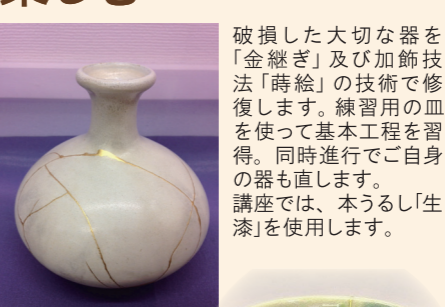 破損した大切な器を
「金継ぎ」及び加飾技
法「蒔絵」の技術で修
復します。練習用の皿
を使って基本工程を習
得。同時進行でご自身
の器も直します。
講座では、本うるし「生
漆」を使用します。